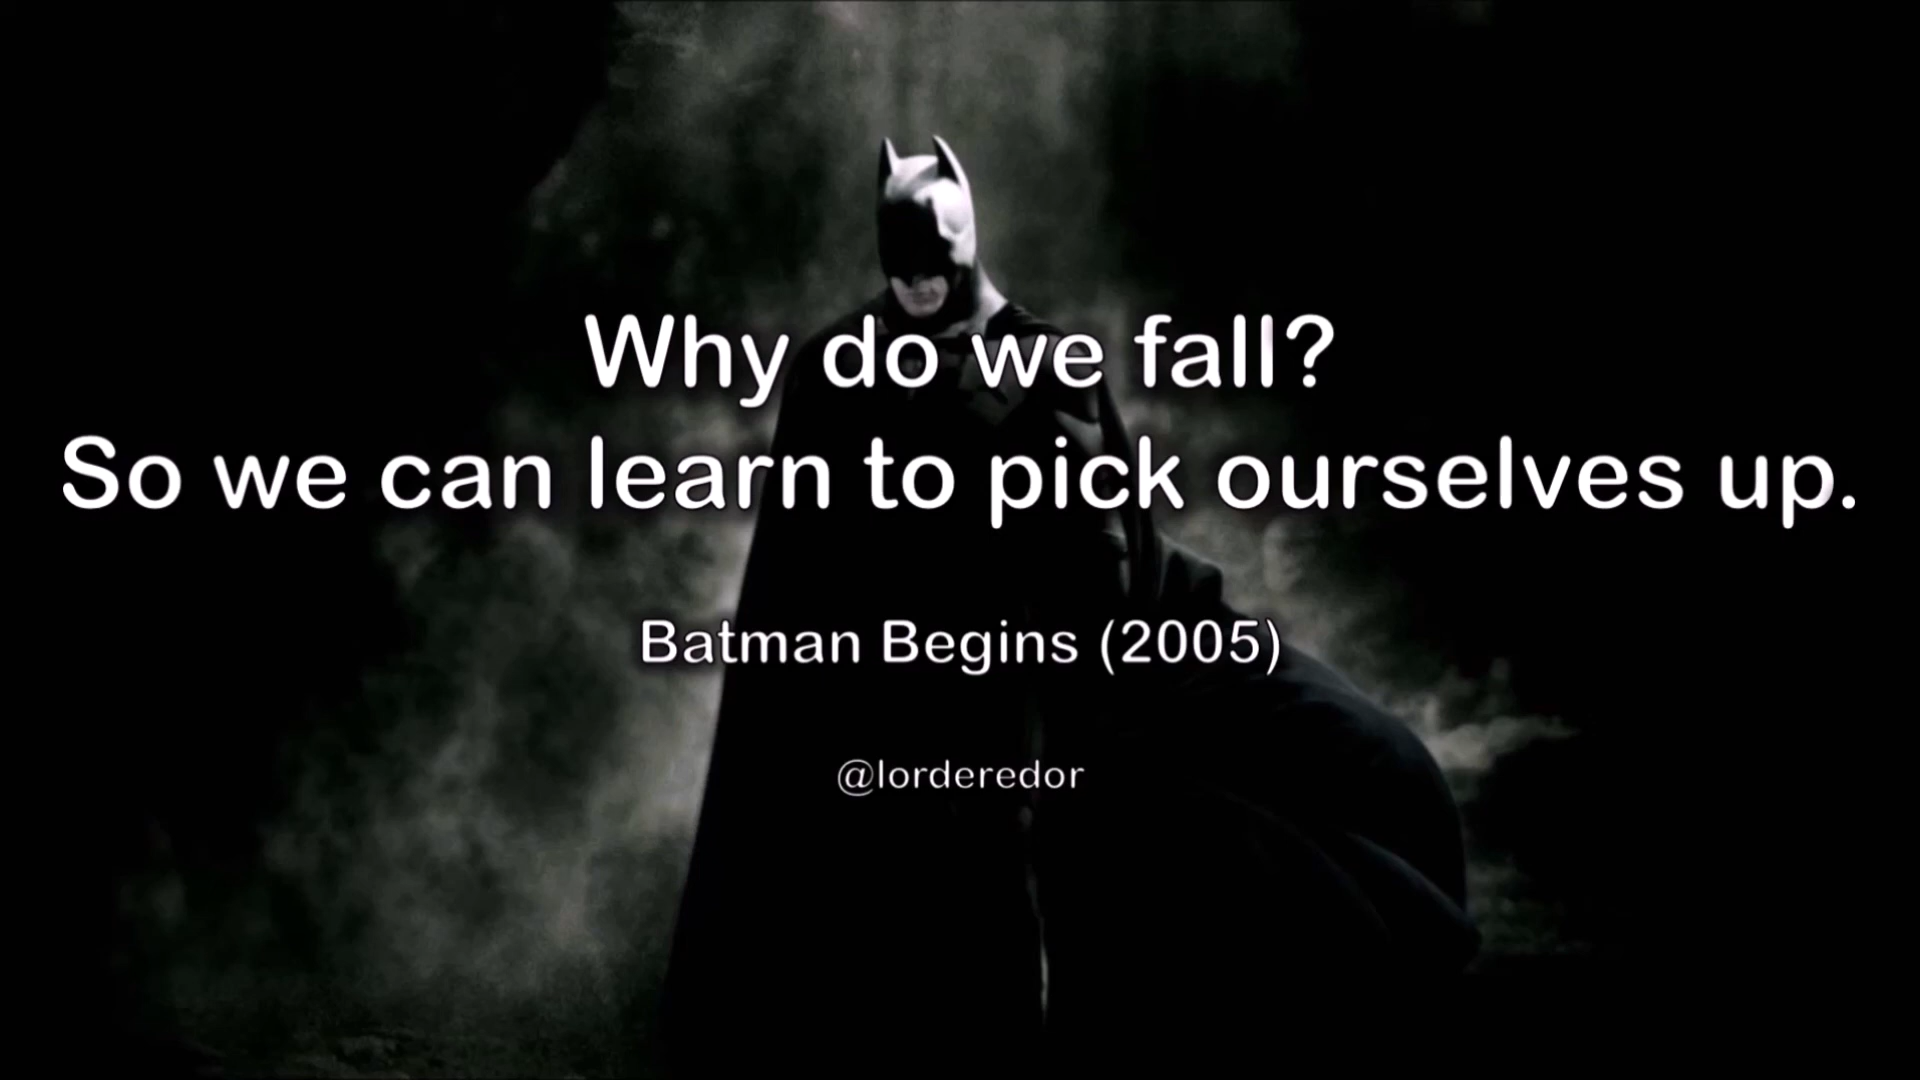 Why do we fall?
So we can learn to pick ourselves up.
Batman Begins (2005)
@lorderedor